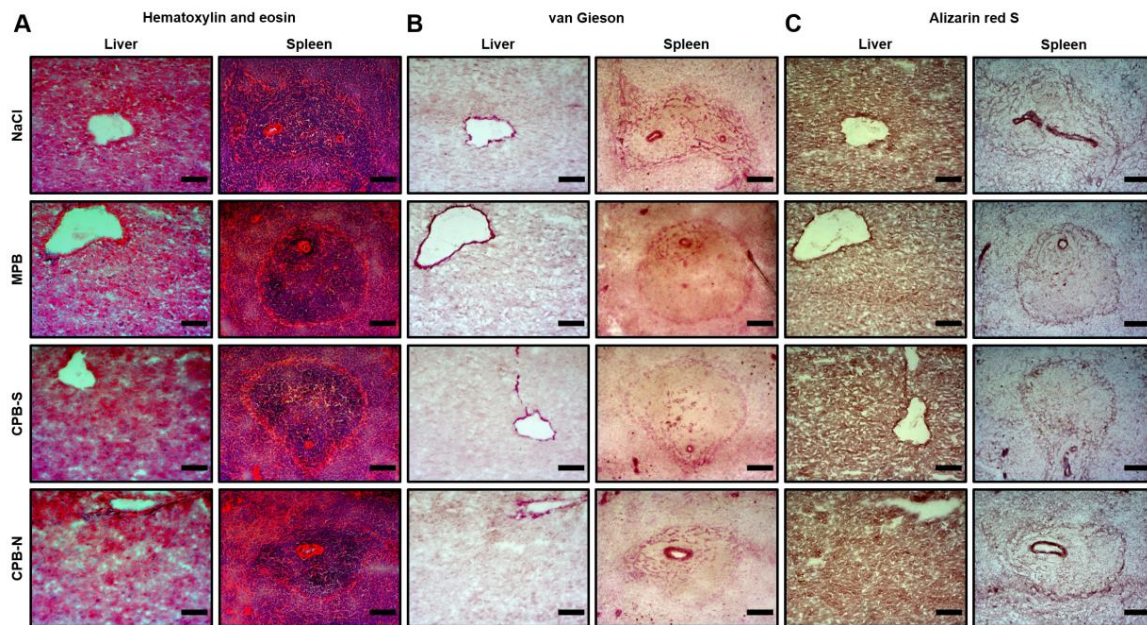 A Hematoxylin and eosin B van Gieson C Alizarin red S
Liver Spleen Liver Spleen Liver Spleen
NaCl
MPB
CPB-S
CPB-N